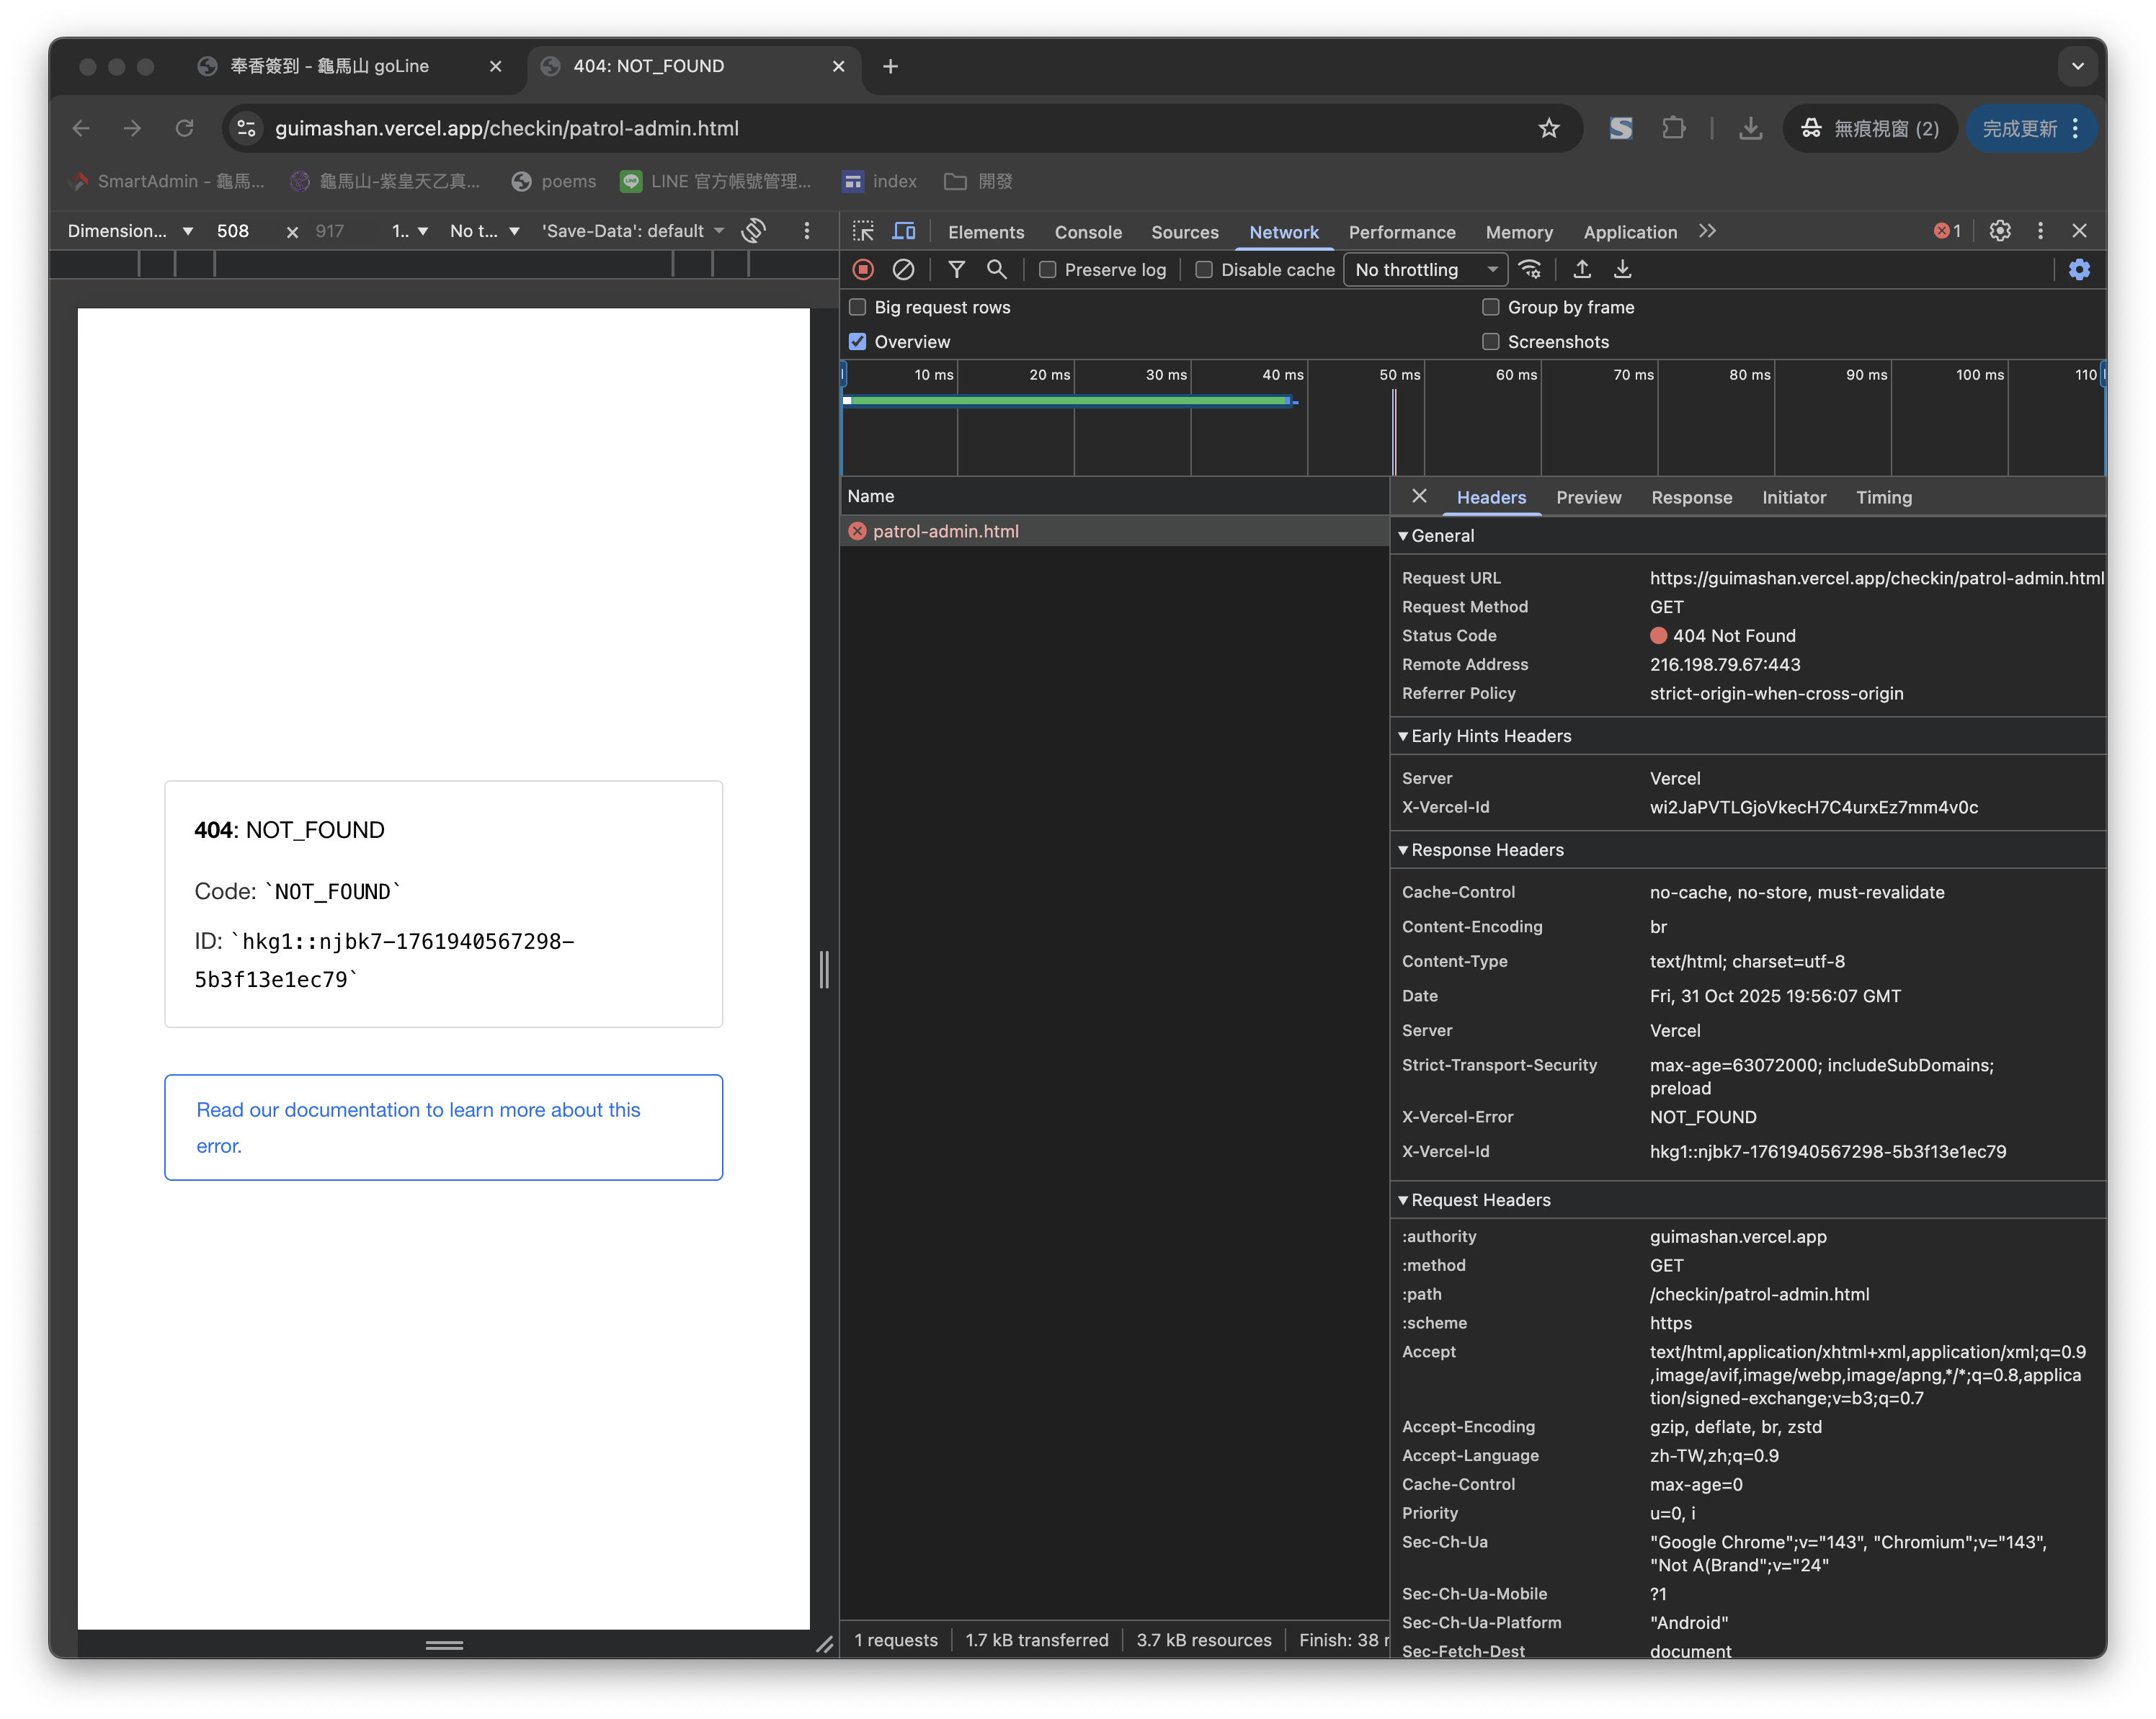 奉香簽到 - 龜馬山 goLine
404: NOT_FOUND
guimashan.vercel.app/checkin/patrol-admin.html
無痕視窗 (2)
完成更新
SmartAdmin - 龜馬...
龜馬山-紫皇天乙真...
poems
LINE 官方帳號管理...
index
開發
Dimension... 508 × 917 1.. No t... 'Save-Data': default
Elements Console Sources Network Performance Memory Application 1
Preserve log Disable cache No throttling
Big request rows Group by frame
Overview Screenshots
10 ms 20 ms 30 ms 40 ms 50 ms 60 ms 70 ms 80 ms 90 ms 100 ms 110
Name
patrol-admin.html
Headers Preview Response Initiator Timing
General
Request URL https://guimashan.vercel.app/checkin/patrol-admin.html
Request Method GET
Status Code 404 Not Found
Remote Address 216.198.79.67:443
Referrer Policy strict-origin-when-cross-origin
Early Hints Headers
Server Vercel
X-Vercel-Id wi2JaPVTLGjoVkecH7C4urxEz7mm4v0c
Response Headers
Cache-Control no-cache, no-store, must-revalidate
Content-Encoding br
Content-Type text/html; charset=utf-8
Date Fri, 31 Oct 2025 19:56:07 GMT
Server Vercel
Strict-Transport-Security max-age=63072000; includeSubDomains;
preload
X-Vercel-Error NOT_FOUND
X-Vercel-Id hkg1::njbk7-1761940567298-5b3f13e1ec79
Request Headers
:authority guimashan.vercel.app
:method GET
:path /checkin/patrol-admin.html
:scheme https
Accept text/html,application/xhtml+xml,application/xml;q=0.9
,image/avif,image/webp,image/apng,*/*;q=0.8,applica
tion/signed-exchange;v=b3;q=0.7
Accept-Encoding gzip, deflate, br, zstd
Accept-Language zh-TW,zh;q=0.9
Cache-Control max-age=0
Priority u=0, i
Sec-Ch-Ua "Google Chrome";v="143", "Chromium";v="143",
"Not A(Brand";v="24"
Sec-Ch-Ua-Mobile ?1
Sec-Ch-Ua-Platform "Android"
Sec-Fetch-Dest document
1 requests 1.7 kB transferred 3.7 kB resources Finish: 38
404: NOT_FOUND
Code: `NOT_FOUND`
ID: `hkg1::njbk7-1761940567298-
5b3f13e1ec79`
Read our documentation to learn more about this
error.